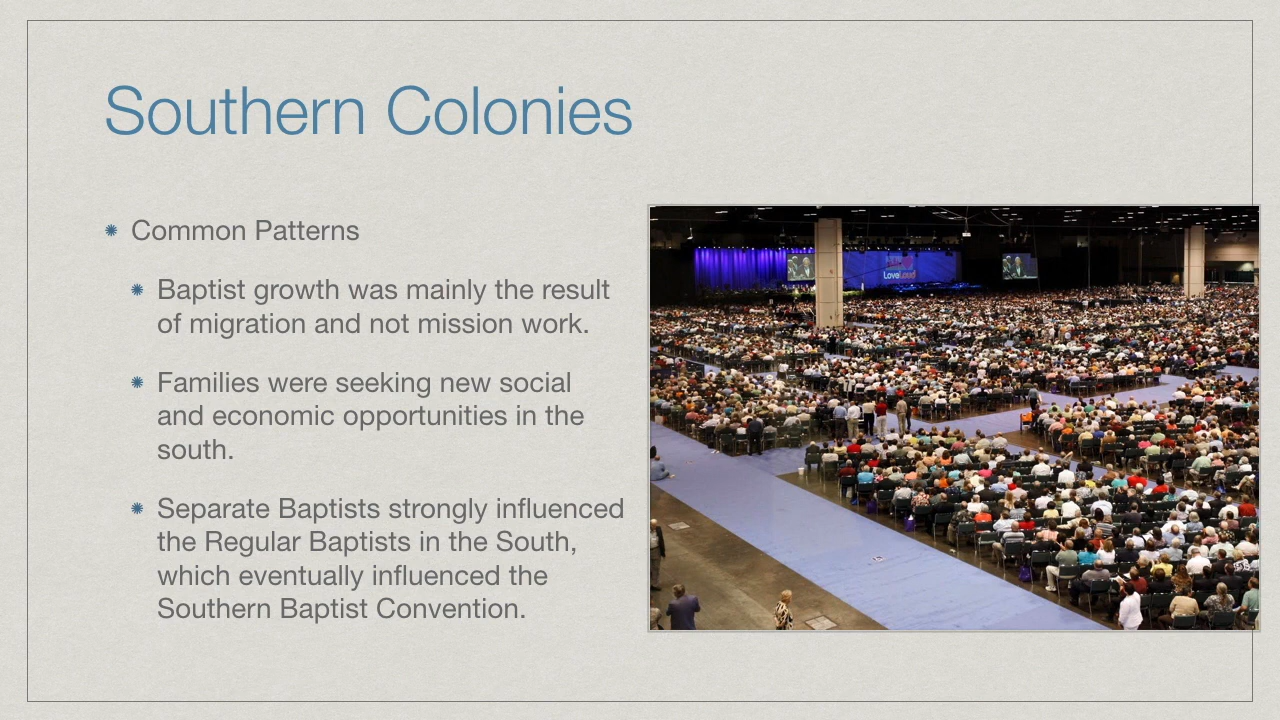 Southern Colonies
Common Patterns
Baptist growth was mainly the result
of migration and not mission work.
Families were seeking new social
and economic opportunities in the
south.
Separate Baptists strongly influenced
the Regular Baptists in the South,
which eventually influenced the
Southern Baptist Convention.
LoveLoud